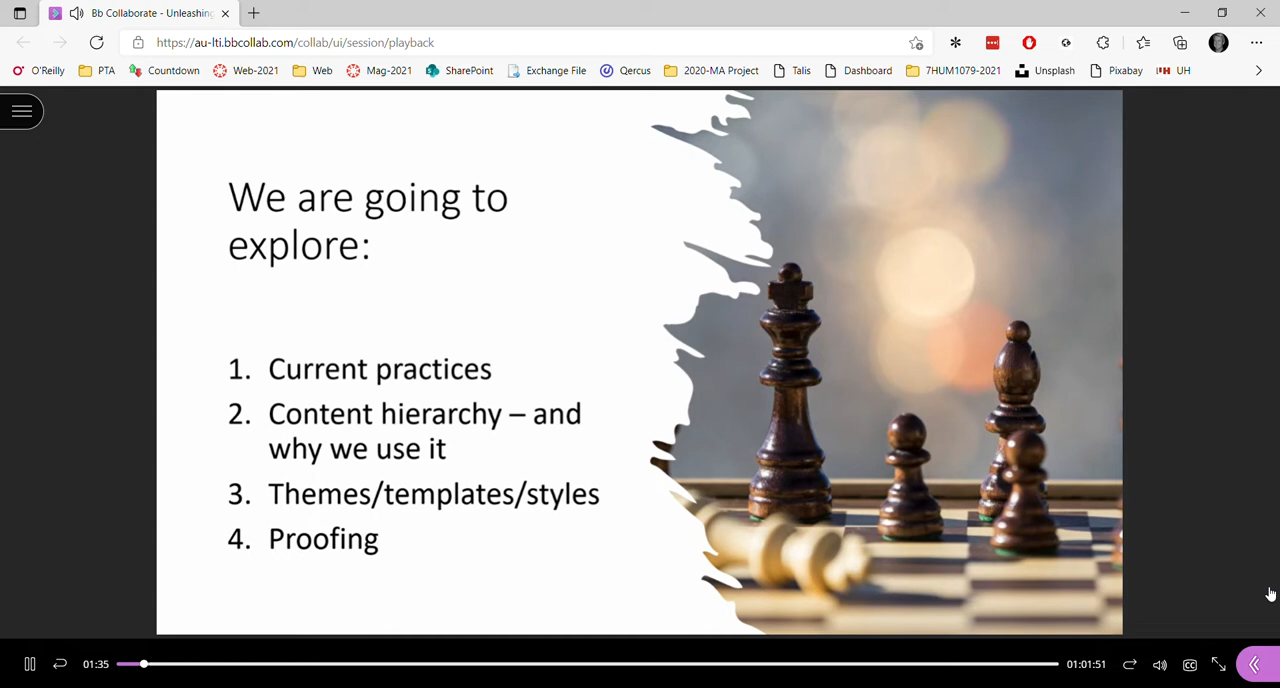 Bb Collaborate - Unleashing
https://au-lti.bbcollab.com/collab/ui/session/playback
O'Reilly PTA Countdown Web-2021 Web Mag-2021 SharePoint Exchange File Qercus 2020-MA Project Talis Dashboard 7HUM1079-2021 Unsplash Pixabay UH
We are going to
explore:
1. Current practices
2. Content hierarchy – and
why we use it
3. Themes/templates/styles
4. Proofing
01:35 01:01:51 CC